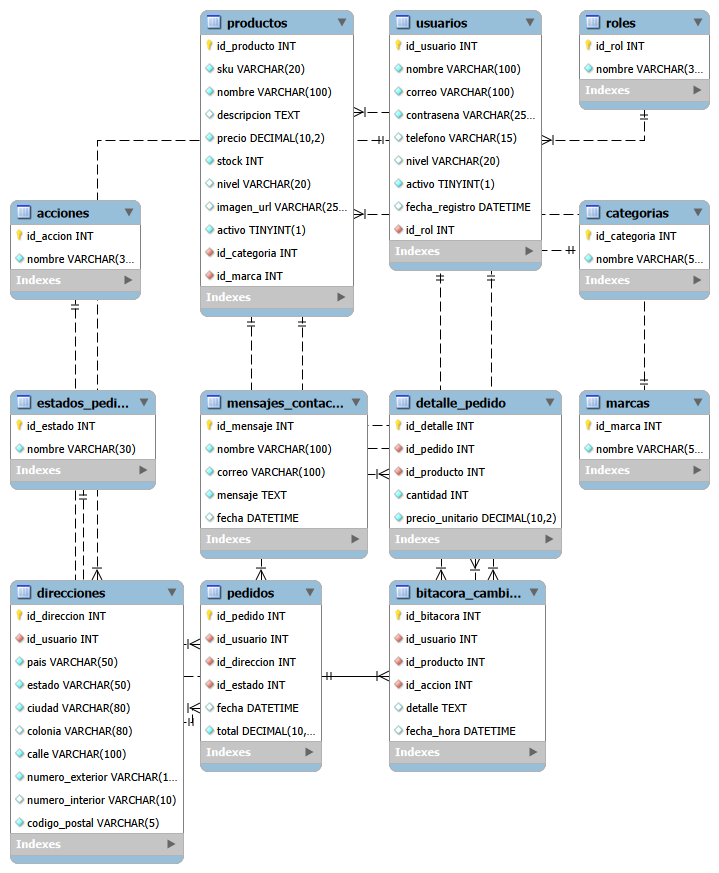 productos
id_producto INT
sku VARCHAR(20)
nombre VARCHAR(100)
descripcion TEXT
precio DECIMAL(10,2)
stock INT
nivel VARCHAR(20)
imagen_url VARCHAR(25...
activo TINYINT(1)
id_categoria INT
id_marca INT
Indexes
usuarios
id_usuario INT
nombre VARCHAR(100)
correo VARCHAR(100)
contrasena VARCHAR(25...
telefono VARCHAR(15)
nivel VARCHAR(20)
activo TINYINT(1)
fecha_registro DATETIME
id_rol INT
Indexes
roles
id_rol INT
nombre VARCHAR(3...
Indexes
acciones
id_accion INT
nombre VARCHAR(3...
Indexes
categorias
id_categoria INT
nombre VARCHAR(5...
Indexes
estados_pedi...
id_estado INT
nombre VARCHAR(30)
Indexes
mensajes_contac...
id_mensaje INT
nombre VARCHAR(100)
correo VARCHAR(100)
mensaje TEXT
fecha DATETIME
Indexes
detalle_pedido
id_detalle INT
id_pedido INT
id_producto INT
cantidad INT
precio_unitario DECIMAL(10,2)
Indexes
marcas
id_marca INT
nombre VARCHAR(5...
Indexes
direcciones
id_direccion INT
id_usuario INT
pais VARCHAR(50)
estado VARCHAR(50)
ciudad VARCHAR(80)
colonia VARCHAR(80)
calle VARCHAR(100)
numero_exterior VARCHAR(1...
numero_interior VARCHAR(10)
codigo_postal VARCHAR(5)
Indexes
pedidos
id_pedido INT
id_usuario INT
id_direccion INT
id_estado INT
fecha DATETIME
total DECIMAL(10,...
Indexes
bitacora_cambi...
id_bitacora INT
id_usuario INT
id_producto INT
id_accion INT
detalle TEXT
fecha_hora DATETIME
Indexes